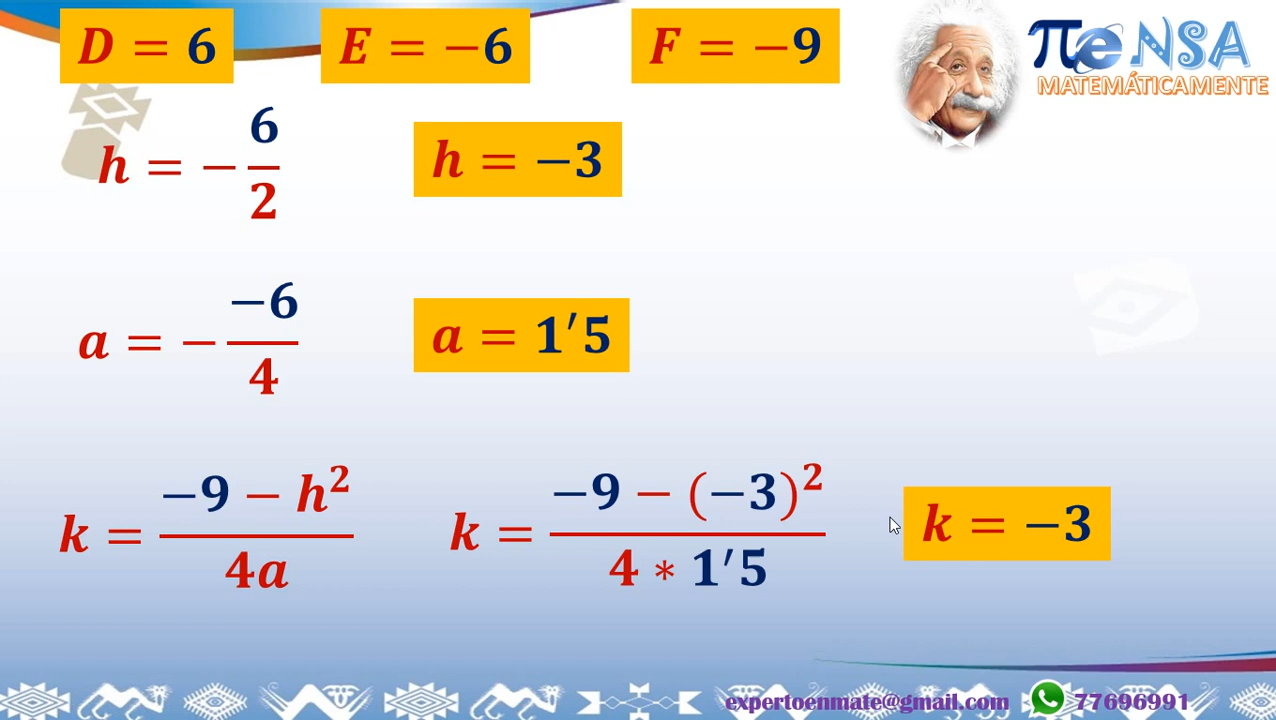 D = 6 E = −6 F = −9
πeNSA
MATEMÁTICAMENTE
h = −6/2 h = −3
a = −−6/4 a = 1′5
k = −9 − h²/4a k = −9 − (−3)²/4 ∗ 1′5 k = −3
expertoenmate@gmail.com 77696991